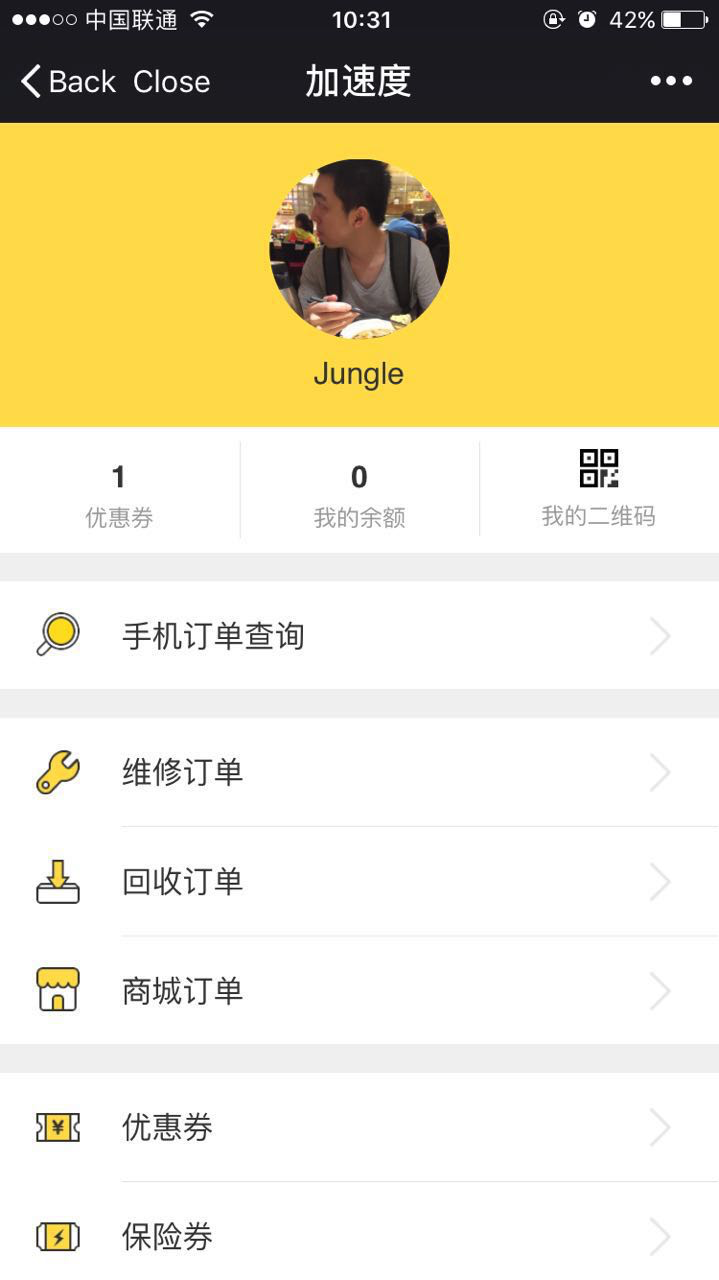 中国联通 10:31 42%
Back Close 加速度
Jungle
1 0
优惠券 我的余额 我的二维码
手机订单查询
维修订单
回收订单
商城订单
¥ 优惠券
保险券